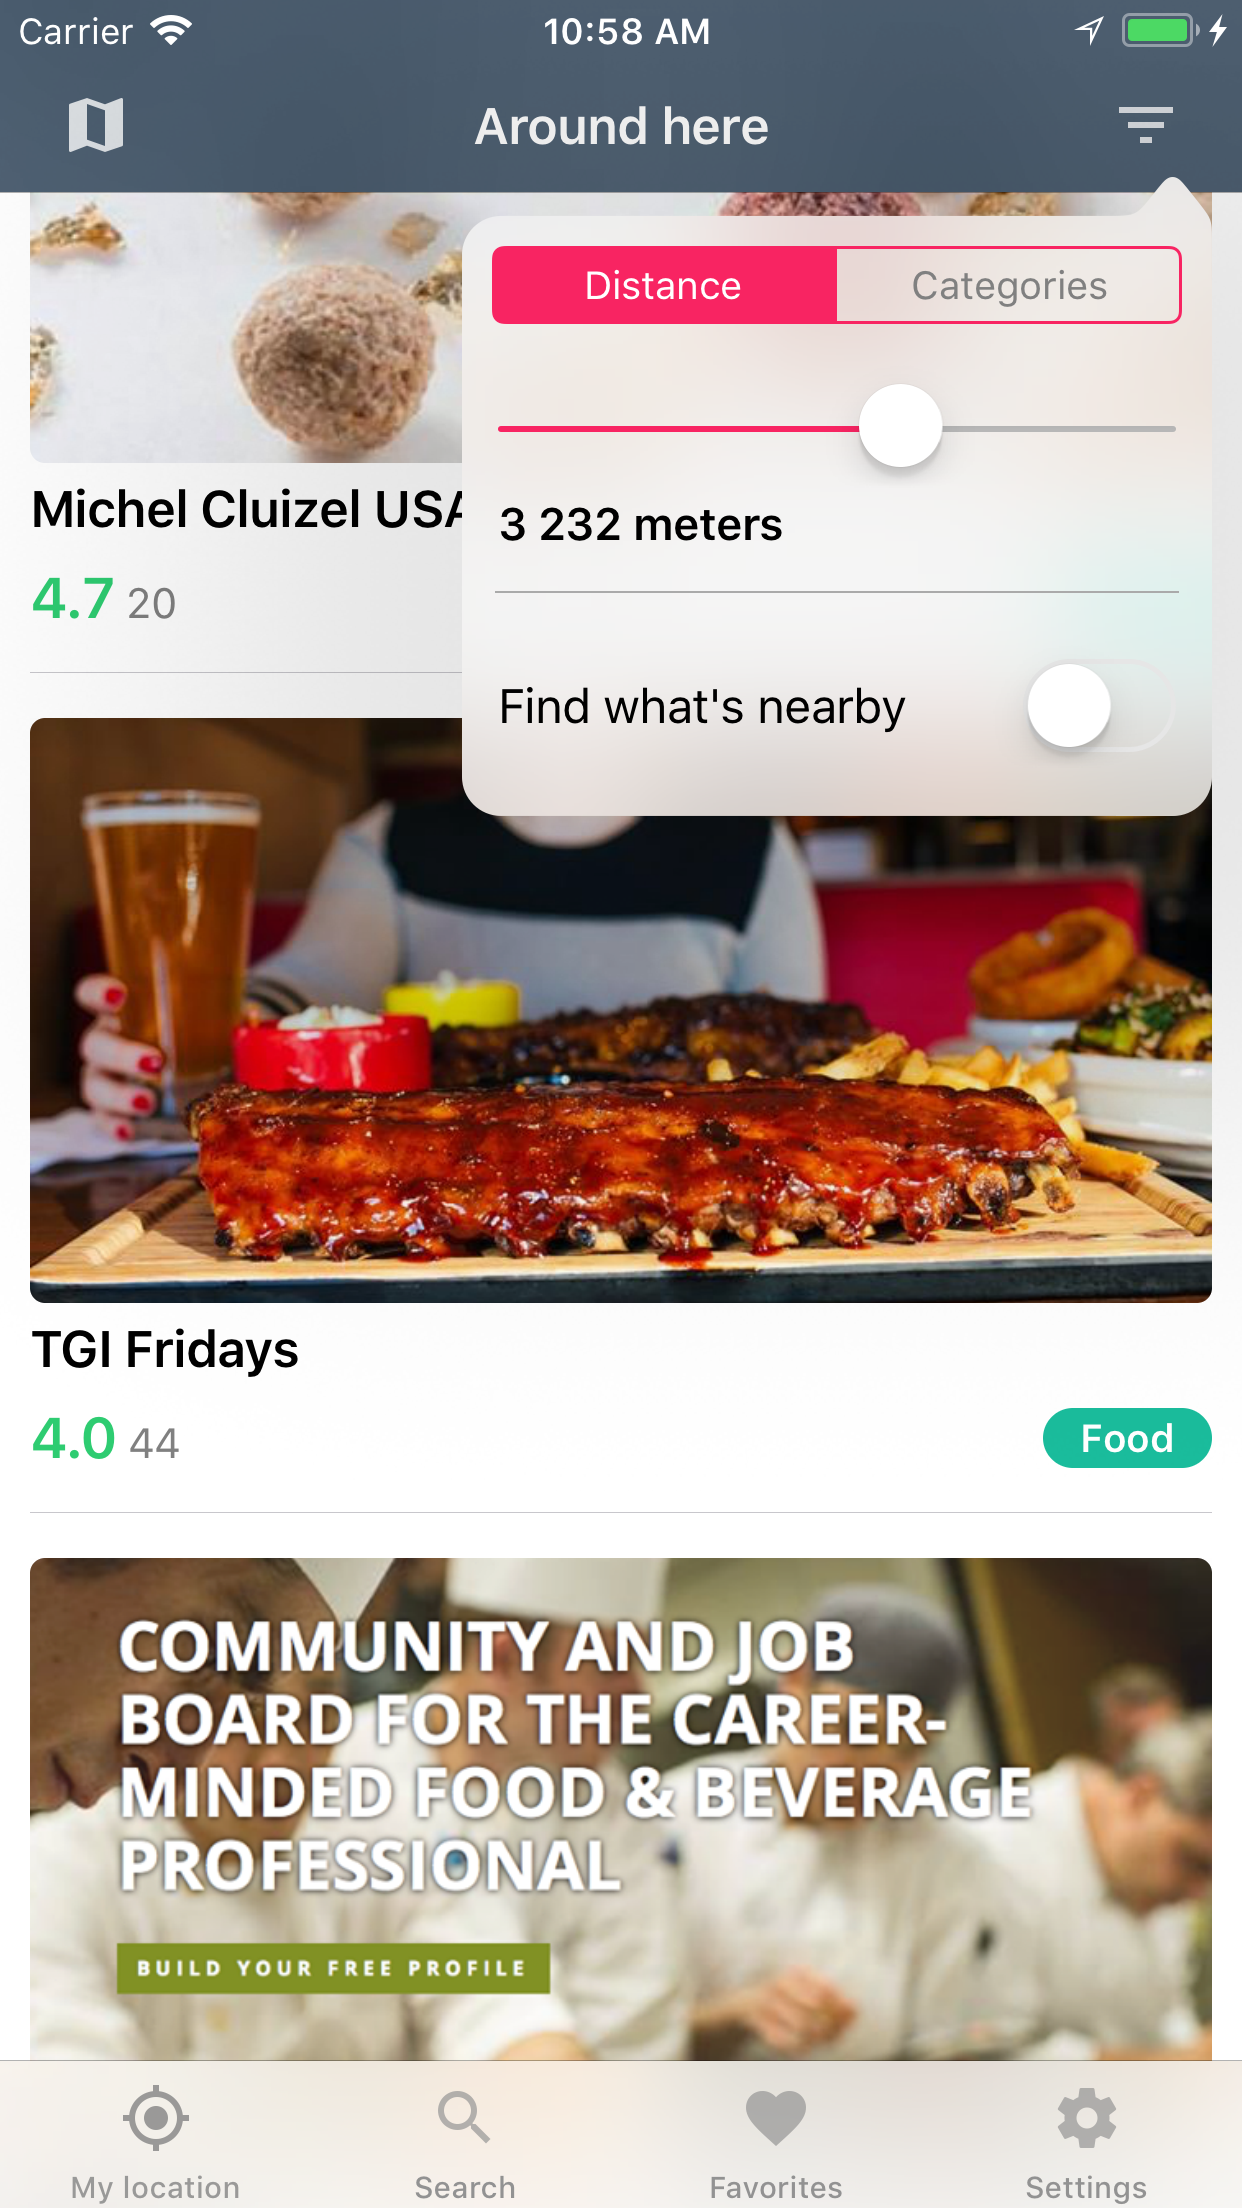 Carrier
10:58 AM
Around here
Distance
Categories
3 232 meters
Find what's nearby
Michel Cluizel USA
4.7 20
TGI Fridays
4.0 44
Food
COMMUNITY AND JOB
BOARD FOR THE CAREER-
MINDED FOOD & BEVERAGE
PROFESSIONAL
BUILD YOUR FREE PROFILE
My location
Search
Favorites
Settings